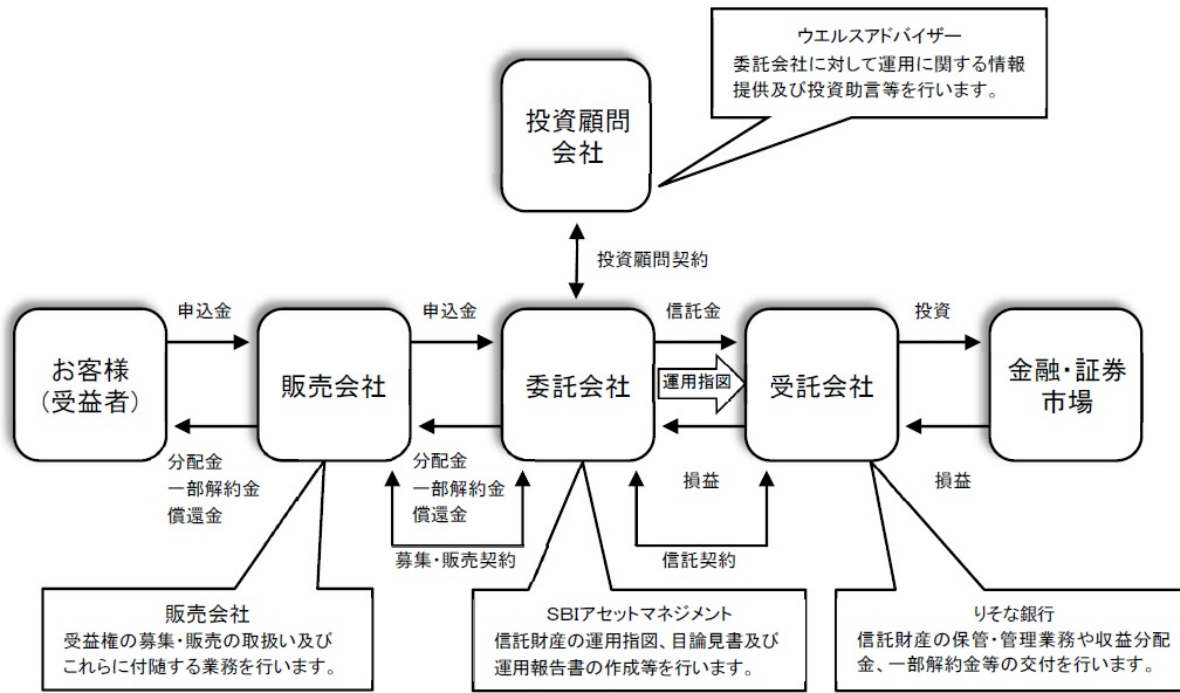 ウエルスアドバイザー
委託会社に対して運用に関する情報
提供及び投資助言等を行います。
投資顧問
会社
投資顧問契約
申込金
申込金
信託金
投資
お客様
(受益者)
販売会社
委託会社
運用指図
受託会社
金融・証券
市場
分配金
一部解約金
償還金
分配金
一部解約金
償還金
損益
損益
募集・販売契約
信託契約
販売会社
受益権の募集・販売の取扱い及び
これらに付随する業務を行います。
SBIアセットマネジメント
信託財産の運用指図、目論見書及び
運用報告書の作成等を行います。
りそな銀行
信託財産の保管・管理業務や収益分配
金、一部解約金等の交付を行います。